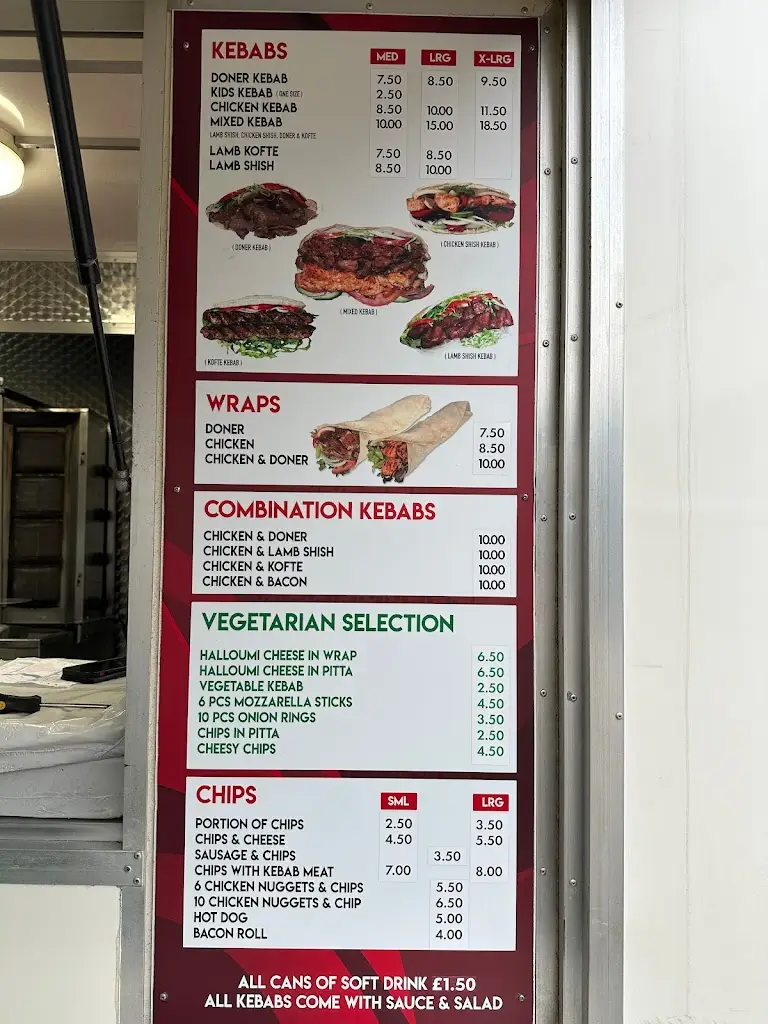 KEBABS MED LRG X-LRG
DONER KEBAB 7.50 8.50 9.50
KIDS KEBAB (ONE SIZE) 2.50
CHICKEN KEBAB 8.50 10.00 11.50
MIXED KEBAB 10.00 15.00 18.50
LAMB SHISH, CHICKEN SHISH, DONER & KOFTE
LAMB KOFTE 7.50 8.50
LAMB SHISH 8.50 10.00
( DONER KEBAB )
( CHICKEN SHISH KEBAB )
( MIXED KEBAB )
( KOFTE KEBAB )
( LAMB SHISH KEBAB )
WRAPS
DONER 7.50
CHICKEN 8.50
CHICKEN & DONER 10.00
COMBINATION KEBABS
CHICKEN & DONER 10.00
CHICKEN & LAMB SHISH 10.00
CHICKEN & KOFTE 10.00
CHICKEN & BACON 10.00
VEGETARIAN SELECTION
HALLOUMI CHEESE IN WRAP 6.50
HALLOUMI CHEESE IN PITTA 6.50
VEGETABLE KEBAB 2.50
6 PCS MOZZARELLA STICKS 4.50
10 PCS ONION RINGS 3.50
CHIPS IN PITTA 2.50
CHEESY CHIPS 4.50
CHIPS SML LRG
PORTION OF CHIPS 2.50 3.50
CHIPS & CHEESE 4.50 5.50
SAUSAGE & CHIPS 3.50
CHIPS WITH KEBAB MEAT 7.00 8.00
6 CHICKEN NUGGETS & CHIPS 5.50
10 CHICKEN NUGGETS & CHIP 6.50
HOT DOG 5.00
BACON ROLL 4.00
ALL CANS OF SOFT DRINK £1.50
ALL KEBABS COME WITH SAUCE & SALAD